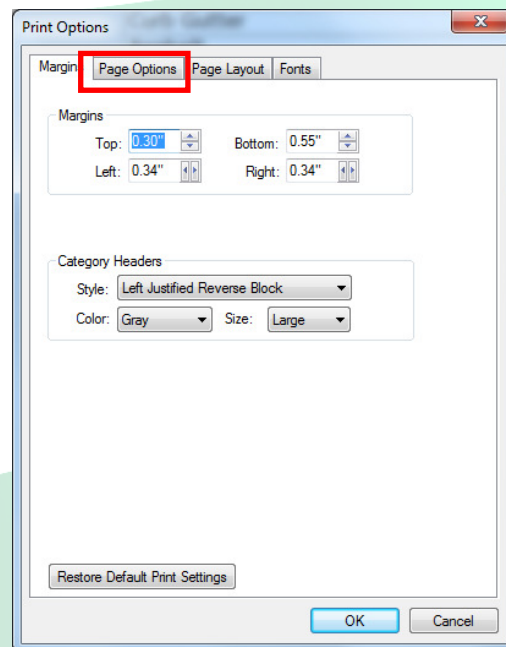 Print Options
Margin Page Options Page Layout Fonts
Margins
Top: 0.30" Bottom: 0.55"
Left: 0.34" Right: 0.34"
Category Headers
Style: Left Justified Reverse Block
Color: Gray Size: Large
Restore Default Print Settings
OK Cancel